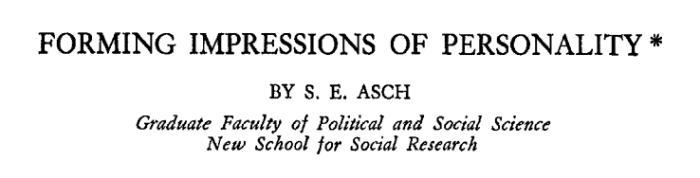 FORMING IMPRESSIONS OF PERSONALITY *
BY S. E. ASCH
Graduate Faculty of Political and Social Science
New School for Social Research